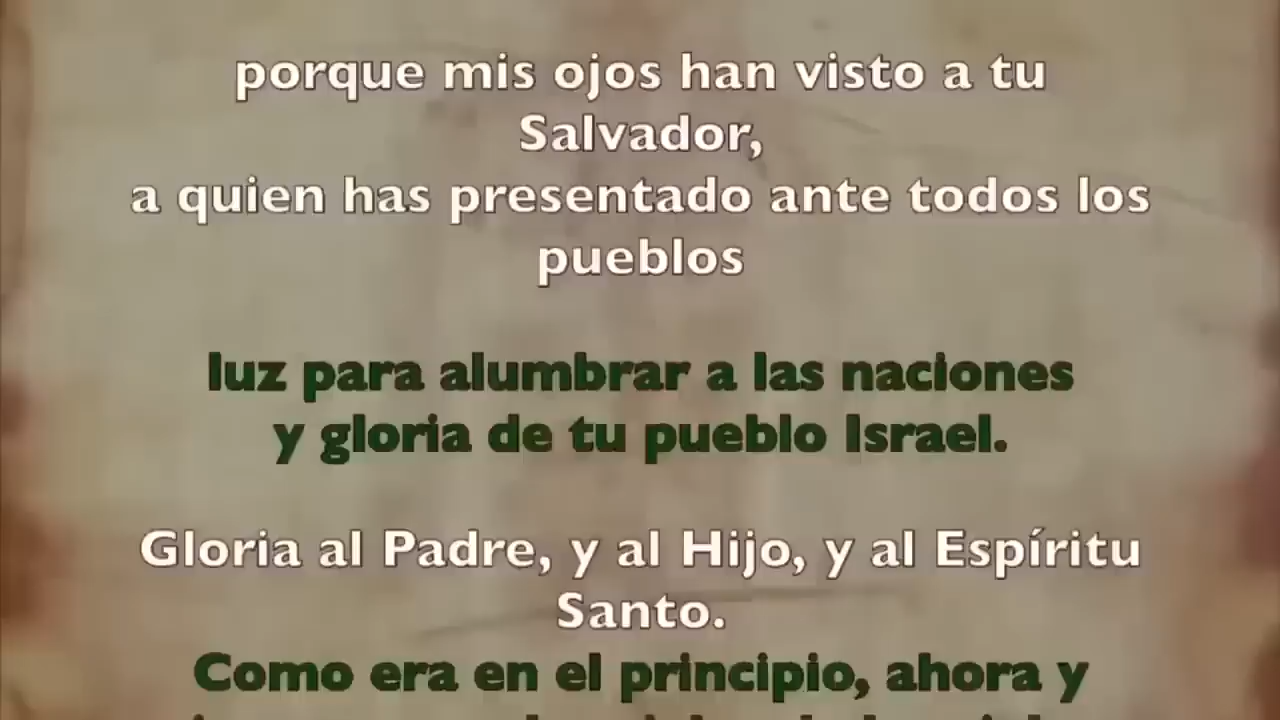 porque mis ojos han visto a tu
Salvador,
a quien has presentado ante todos los
pueblos
luz para alumbrar a las naciones
y gloria de tu pueblo Israel.
Gloria al Padre, y al Hijo, y al Espíritu
Santo.
Como era en el principio, ahora y